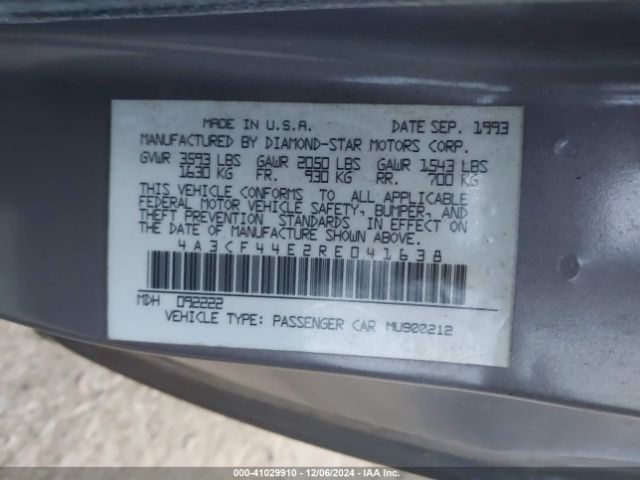 MADE IN U.S.A. DATE SEP. 1993
MANUFACTURED BY DIAMOND-STAR MOTORS CORP.
GVWR 3593 LBS GAWR 2050 LBS GAWR 1543 LBS
1630 KG FR. 930 KG RR. 700 KG
THIS VEHICLE CONFORMS TO ALL APPLICABLE
FEDERAL MOTOR VEHICLE SAFETY, BUMPER, AND
THEFT PREVENTION STANDARDS IN EFFECT ON
THE DATE OF MANUFACTURE SHOWN ABOVE.
4A3CF44E2RE041638
MDH 092222
VEHICLE TYPE: PASSENGER CAR MU900212
000-41029910 - 12/06/2024 - IAA Inc.